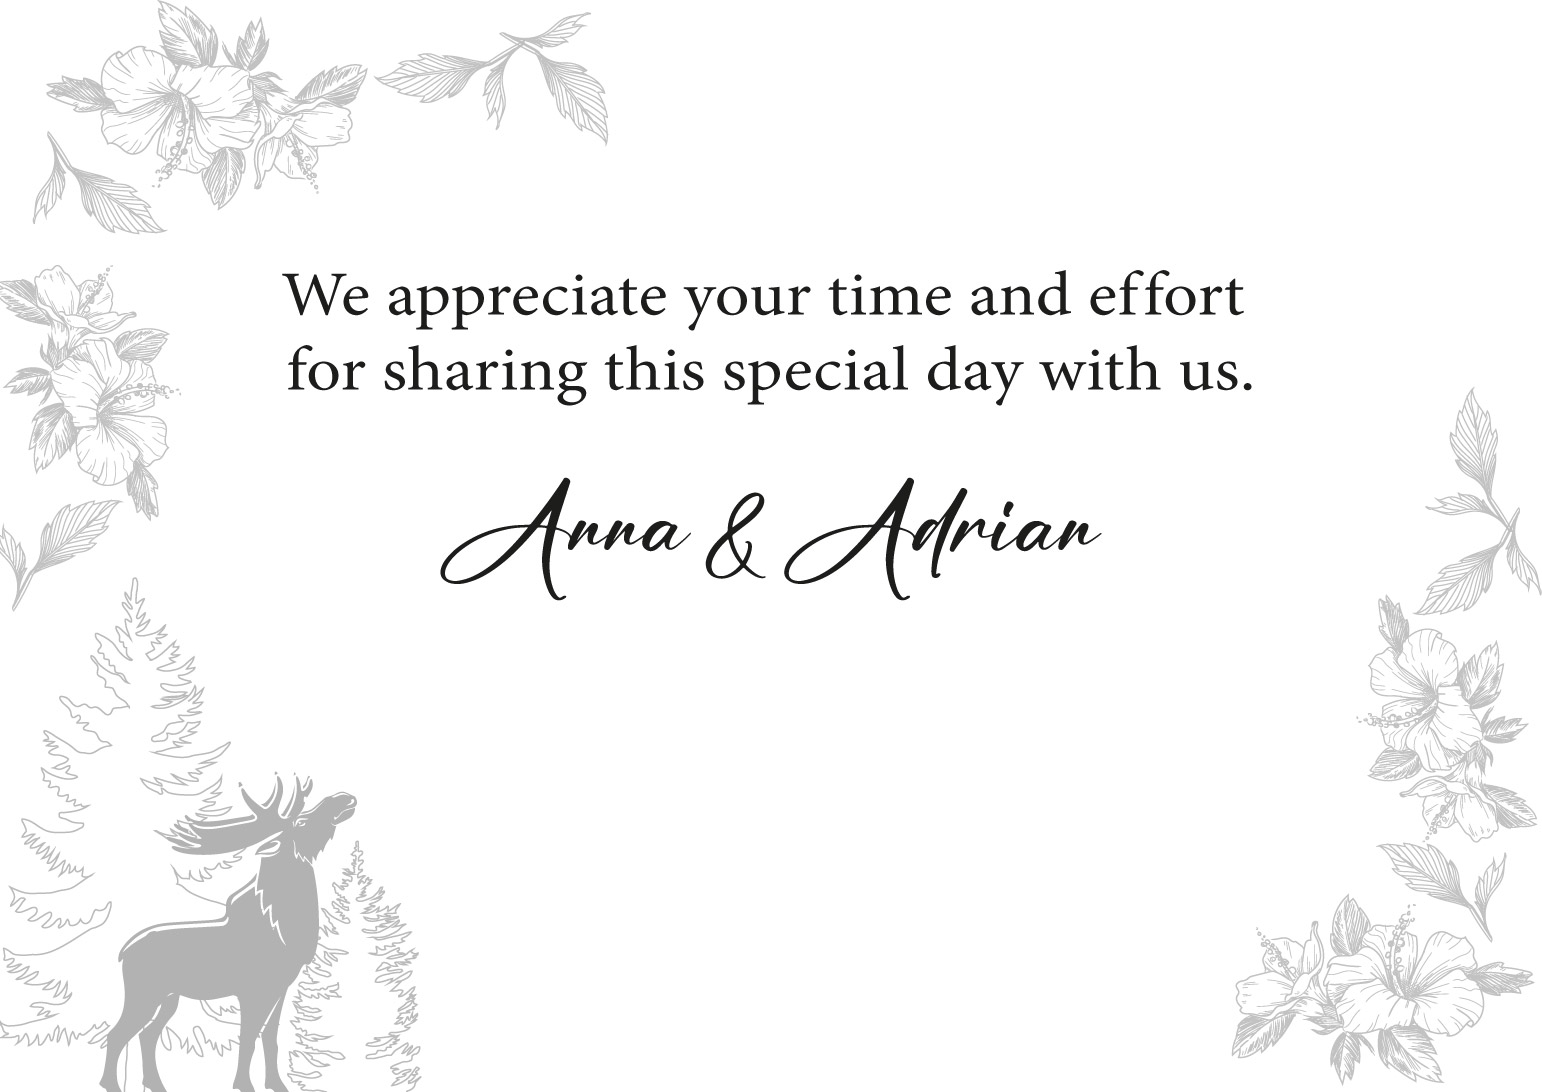 We appreciate your time and effort
for sharing this special day with us.
Anna & Adrian